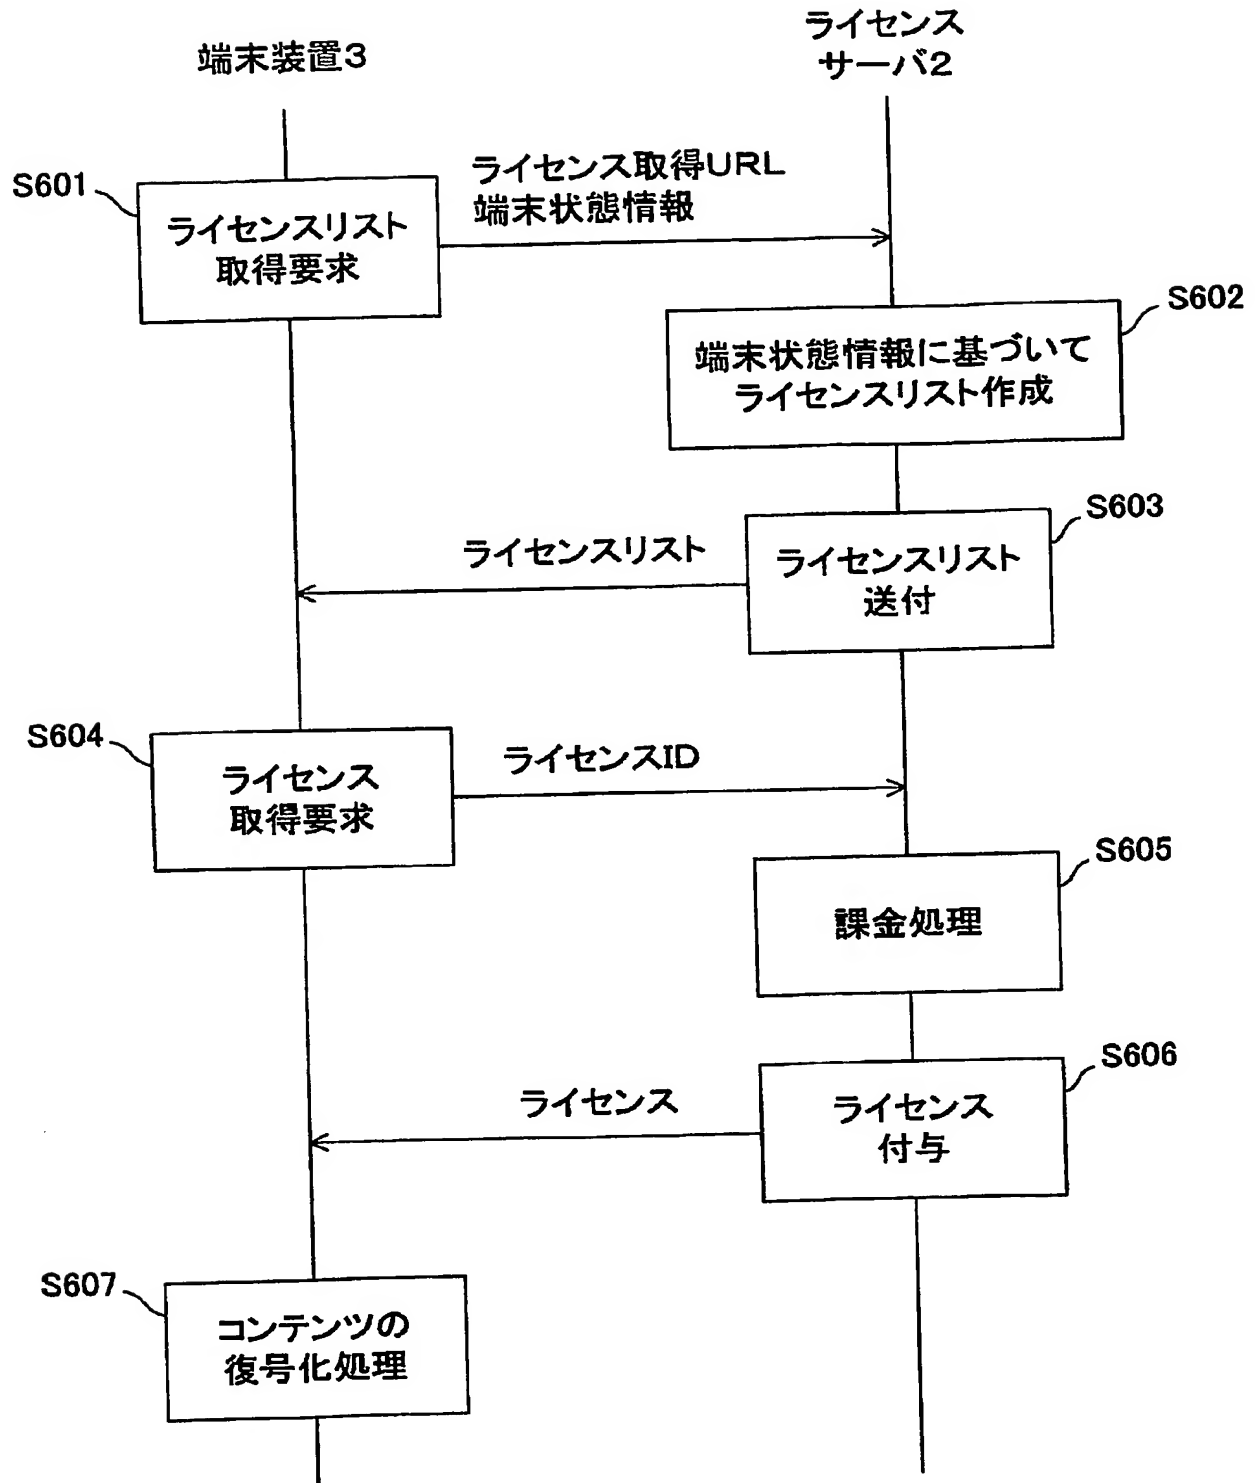 端末装置3
ライセンス
サーバ2
S601
ライセンスリスト
取得要求
ライセンス取得URL
端末状態情報
S602
端末状態情報に基づいて
ライセンスリスト作成
S603
ライセンスリスト
送付
ライセンスリスト
S604
ライセンス
取得要求
ライセンスID
S605
課金処理
S606
ライセンス
付与
ライセンス
S607
コンテンツの
復号化処理